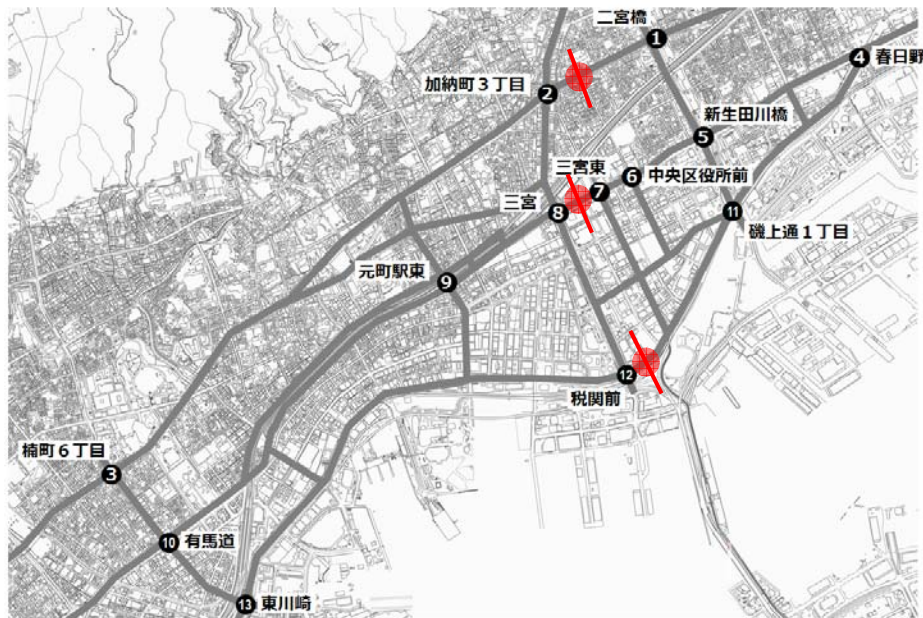 二宮橋
1
4
春日野
加納町３丁目
2
新生田川橋
5
三宮東
6
中央区役所前
7
三宮
8
11
磯上通１丁目
元町駅東
9
12
税関前
楠町６丁目
3
10
有馬道
13
東川崎